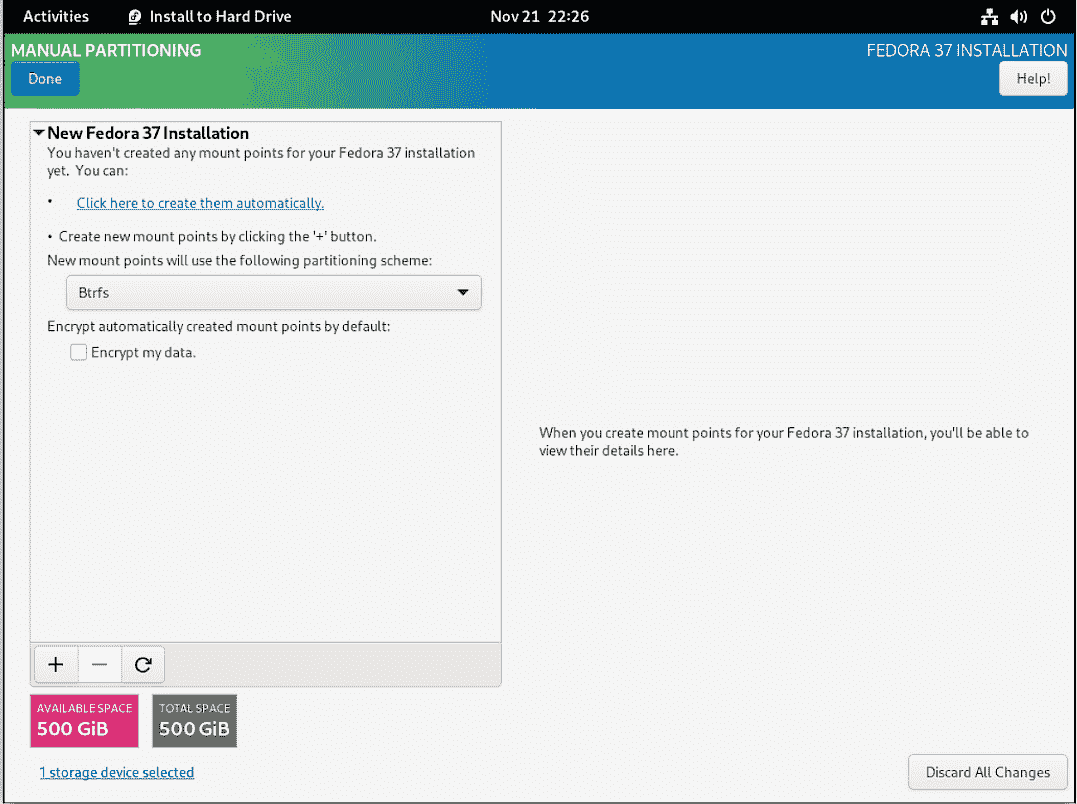 Activities
Install to Hard Drive
Nov 21 22:26
MANUAL PARTITIONING
FEDORA 37 INSTALLATION
Done
Help!
New Fedora 37 Installation
You haven't created any mount points for your Fedora 37 installation
yet. You can:
• Click here to create them automatically.
• Create new mount points by clicking the '+' button.
New mount points will use the following partitioning scheme:
Btrfs
Encrypt automatically created mount points by default:
Encrypt my data.
When you create mount points for your Fedora 37 installation, you'll be able to
view their details here.
AVAILABLE SPACE
500 GiB
TOTAL SPACE
500 GiB
1 storage device selected
Discard All Changes